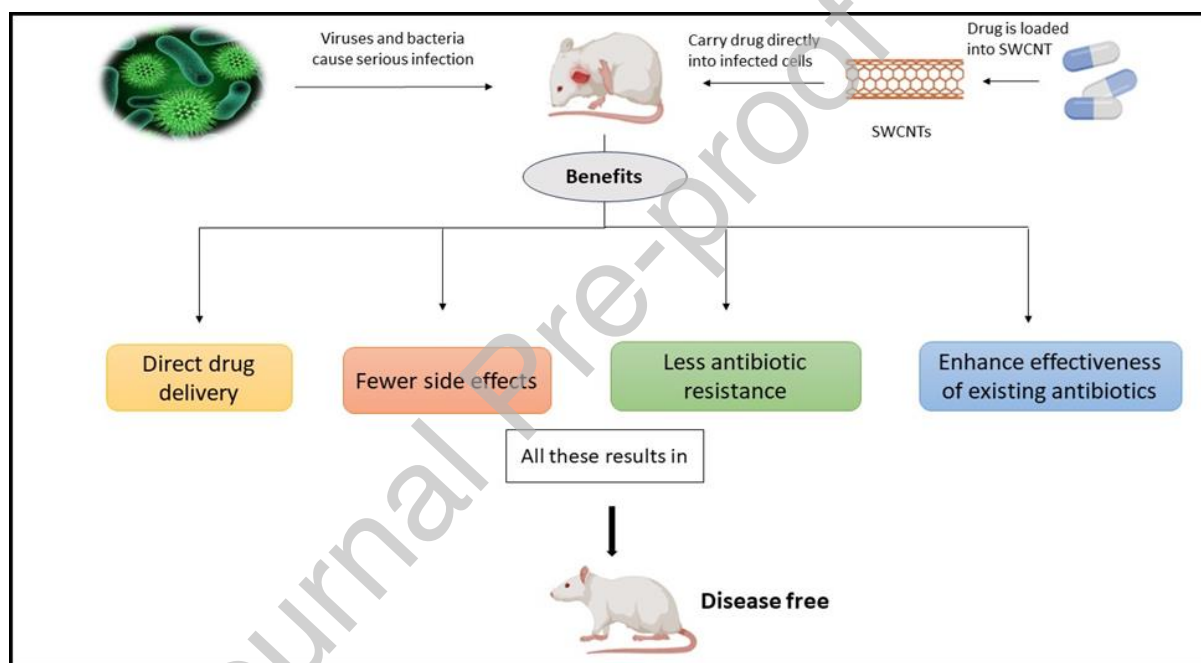 Viruses and bacteria
cause serious infection
Carry drug directly
into infected cells
Drug is loaded
into SWCNT
SWCNTs
Benefits
Direct drug
delivery
Fewer side effects
Less antibiotic
resistance
Enhance effectiveness
of existing antibiotics
All these results in
Disease free
urnal Pre-proof